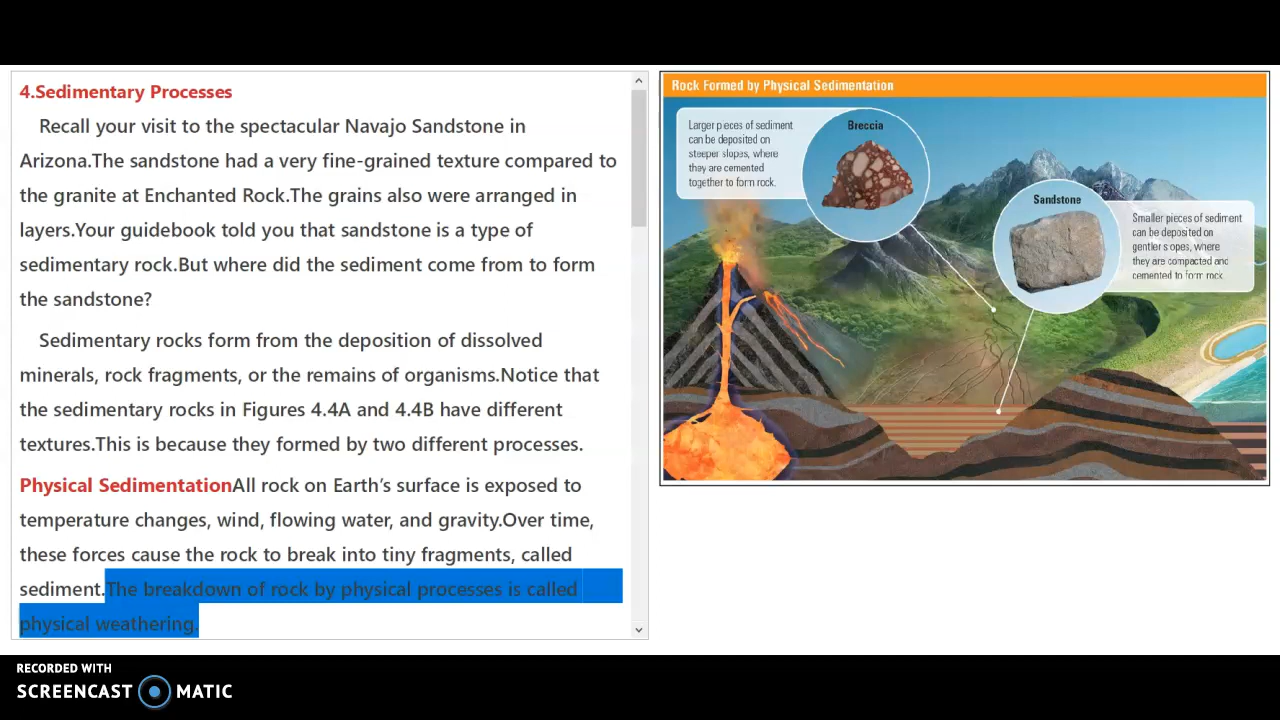 4.Sedimentary Processes
Recall your visit to the spectacular Navajo Sandstone in
Arizona.The sandstone had a very fine-grained texture compared to
the granite at Enchanted Rock.The grains also were arranged in
layers.Your guidebook told you that sandstone is a type of
sedimentary rock.But where did the sediment come from to form
the sandstone?
Sedimentary rocks form from the deposition of dissolved
minerals, rock fragments, or the remains of organisms.Notice that
the sedimentary rocks in Figures 4.4A and 4.4B have different
textures.This is because they formed by two different processes.
Physical SedimentationAll rock on Earth's surface is exposed to
temperature changes, wind, flowing water, and gravity.Over time,
these forces cause the rock to break into tiny fragments, called
sediment.The breakdown of rock by physical processes is called
physical weathering.
Rock Formed by Physical Sedimentation
Larger pieces of sediment
can be deposited on
steeper slopes, where
they are cemented
together to form rock.
Breccia
Sandstone
Smaller pieces of sediment
can be deposited on
gentler slopes, where
they are compacted and
cemented to form rock.
RECORDED WITH
SCREENCAST MATIC